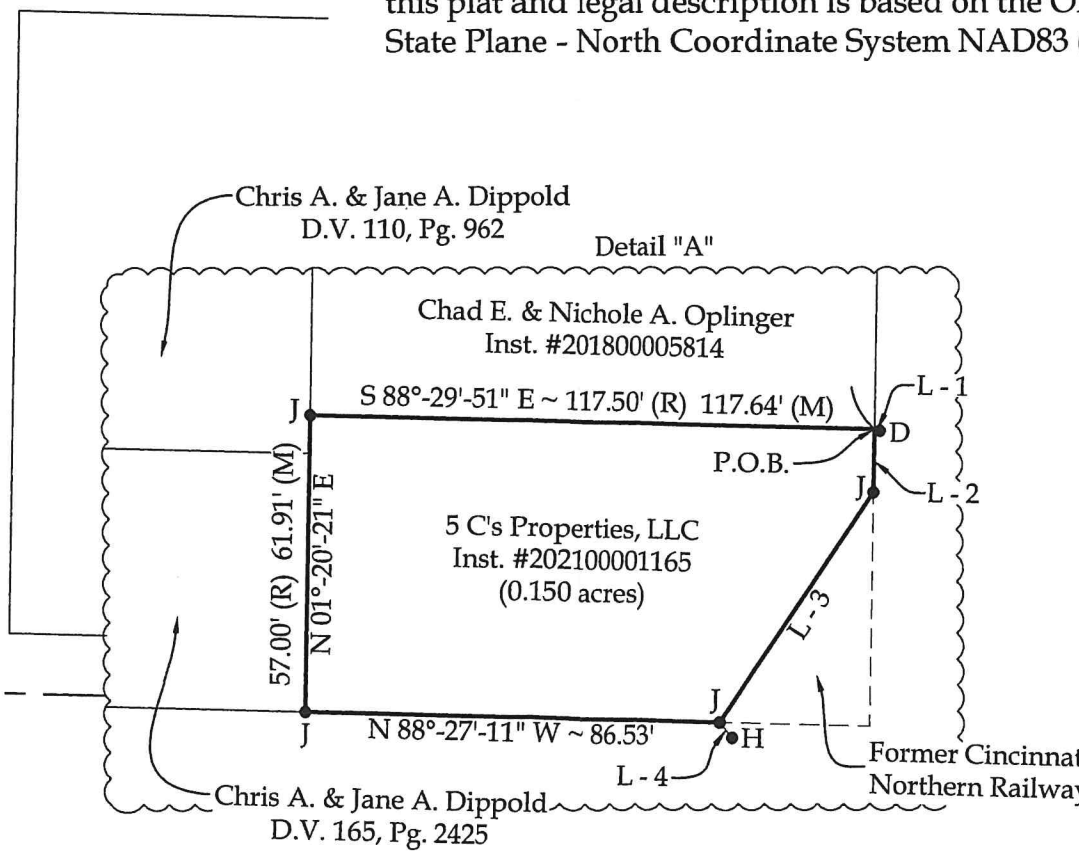 this plat and legal description is based on the
State Plane - North Coordinate System NAD83
Chris A. & Jane A. Dippold
D.V. 110, Pg. 962
Detail "A"
Chad E. & Nichole A. Oplinger
Inst. #201800005814
S 88°-29'-51" E ~ 117.50' (R) 117.64' (M)
L - 1
J
D
P.O.B.
J
L - 2
57.00' (R) 61.91' (M)
N 01°-20'-21" E
5 C's Properties, LLC
Inst. #202100001165
(0.150 acres)
L - 3
J
J
N 88°-27'-11" W ~ 86.53'
H
L - 4
Former
Northern Railway
Chris A. & Jane A. Dippold
D.V. 165, Pg. 2425